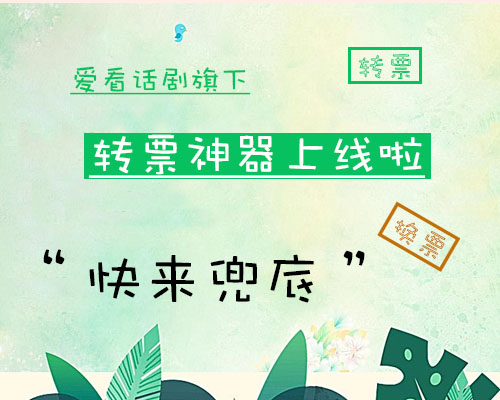 转票
爱看话剧旗下
转票神器上线啦
换票
“快来兜底”